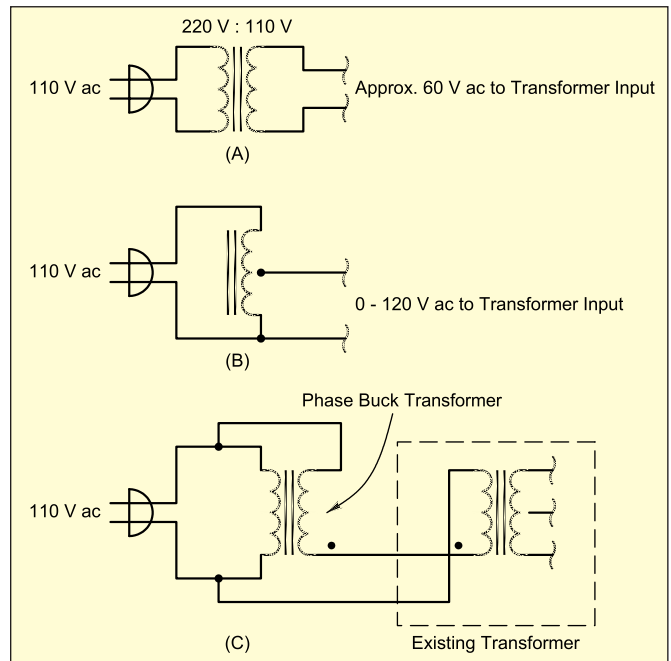 220 V : 110 V
110 V ac
Approx. 60 V ac to Transformer Input
(A)
110 V ac
0 - 120 V ac to Transformer Input
(B)
Phase Buck Transformer
110 V ac
(C)
Existing Transformer